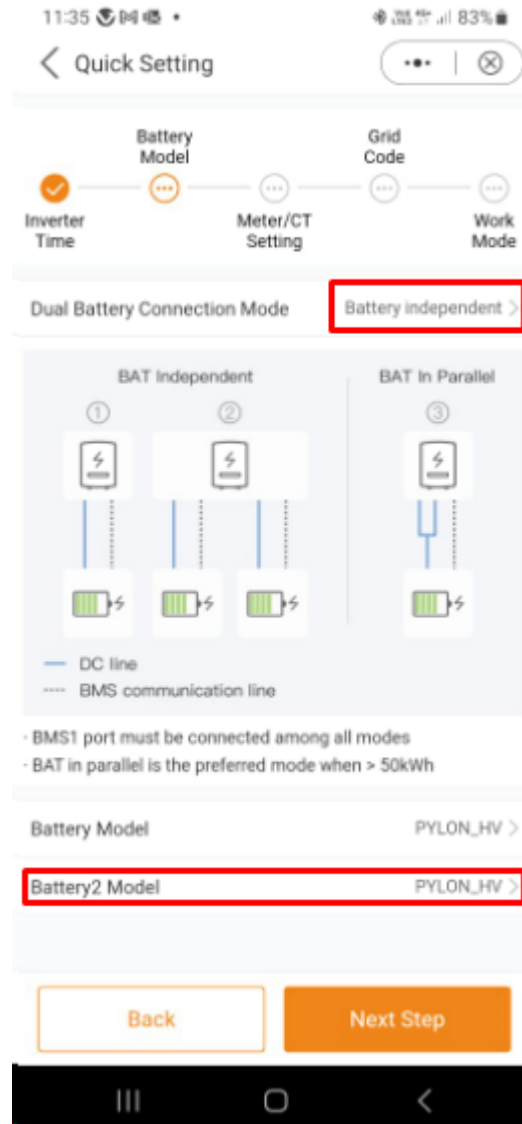 11:35
83%
Quick Setting
Battery Model
Grid Code
Inverter Time
Meter/CT Setting
Work Mode
Dual Battery Connection Mode
Battery independent
BAT Independent
BAT In Parallel
①
②
③
DC line
BMS communication line
· BMS1 port must be connected among all modes
· BAT in parallel is the preferred mode when > 50kWh
Battery Model
PYLON_HV
Battery2 Model
PYLON_HV
Back
Next Step